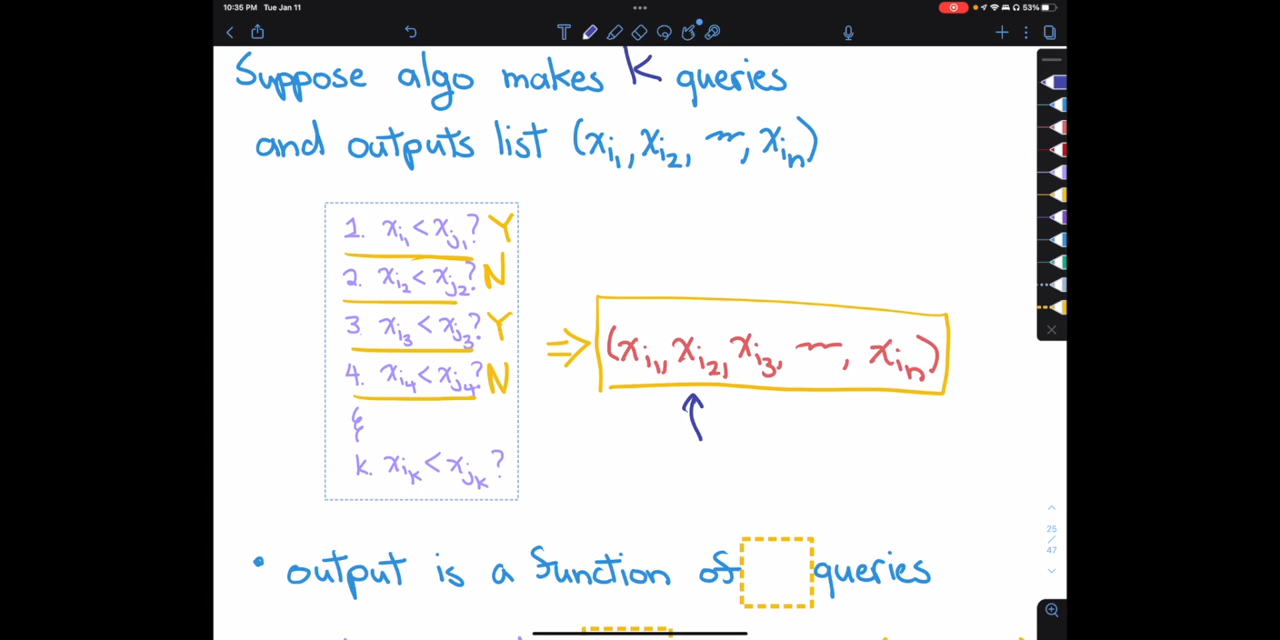 10:35 PM Tue Jan 11
53%
Suppose algo makes K queries
and outputs list (xi₁, xi₂, ~, xiₙ)
1. xi₁ < xj₁? Y
2. xi₂ < xj₂? N
3. xi₃ < xj₃? Y
4. xi₄ < xj₄? N
k. xiₖ < xjₖ?
⇒ (xi₁, xi₂, xi₃, ~, xiₙ)
• output is a function of queries
25
/
47